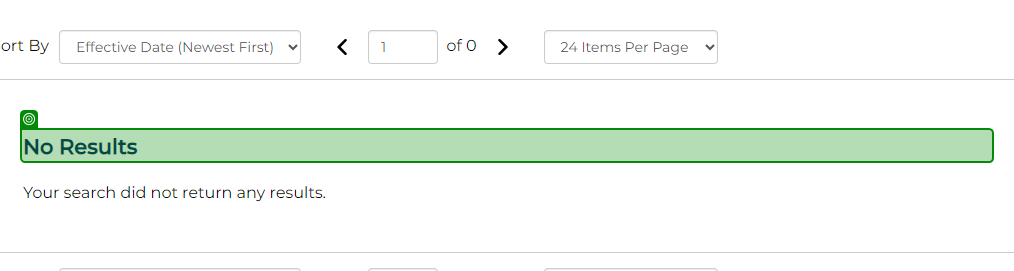 ort By Effective Date (Newest First) 1 of 0 24 Items Per Page
No Results
Your search did not return any results.